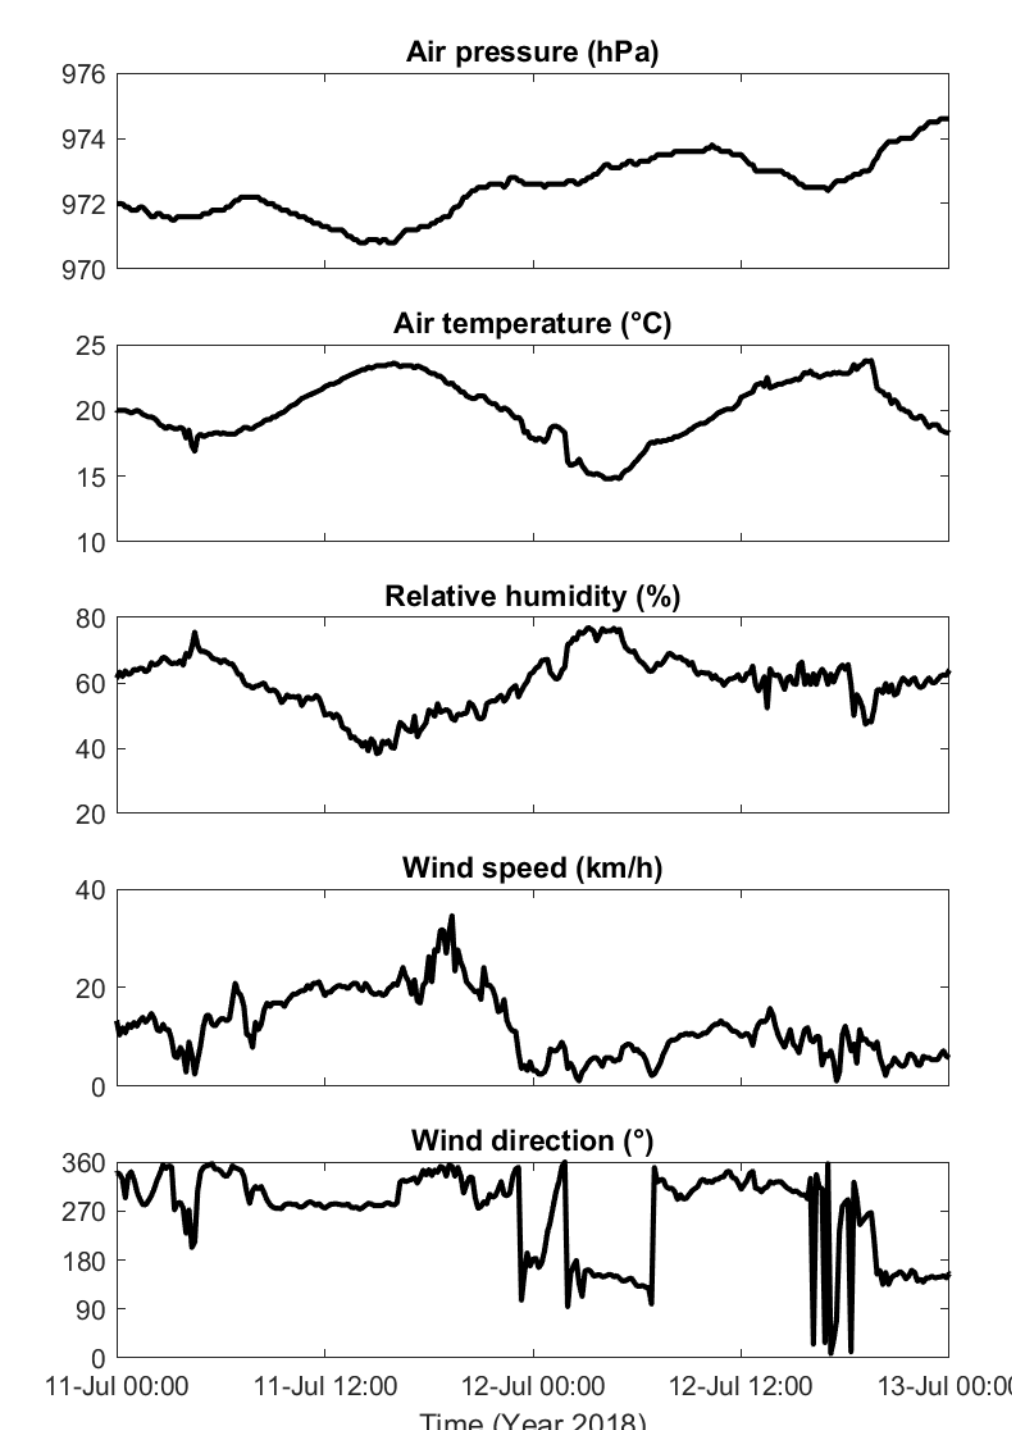 Air pressure (hPa)
976
974
972
970
Air temperature (°C)
25
20
15
10
Relative humidity (%)
80
60
40
20
Wind speed (km/h)
40
20
0
Wind direction (°)
360
270
180
90
0
11-Jul 00:00 11-Jul 12:00 12-Jul 00:00 12-Jul 12:00 13-Jul 00:00
Time (Year 2018)